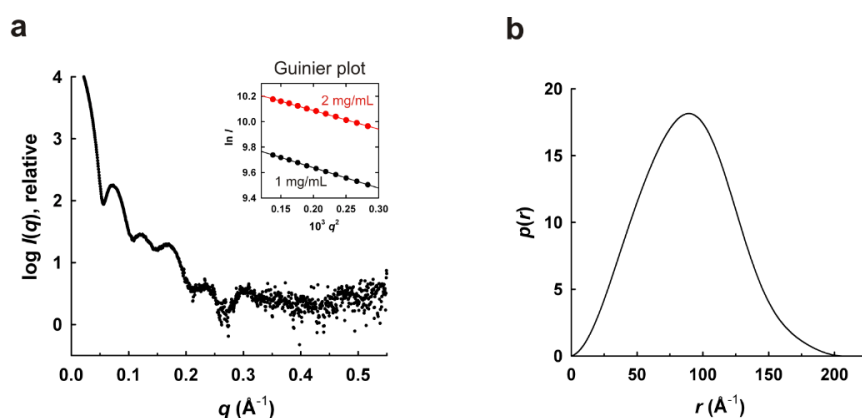 a
Guinier plot
10.2
10.0
9.8
9.6
9.4
ln I
2 mg/mL
1 mg/mL
0.15 0.20 0.25 0.30
10³ q²
4
3
2
1
0
log I(q), relative
0.0 0.1 0.2 0.3 0.4 0.5
q (Å⁻¹)
b
20
15
10
5
0
p(r)
0 50 100 150 200
r (Å⁻¹)